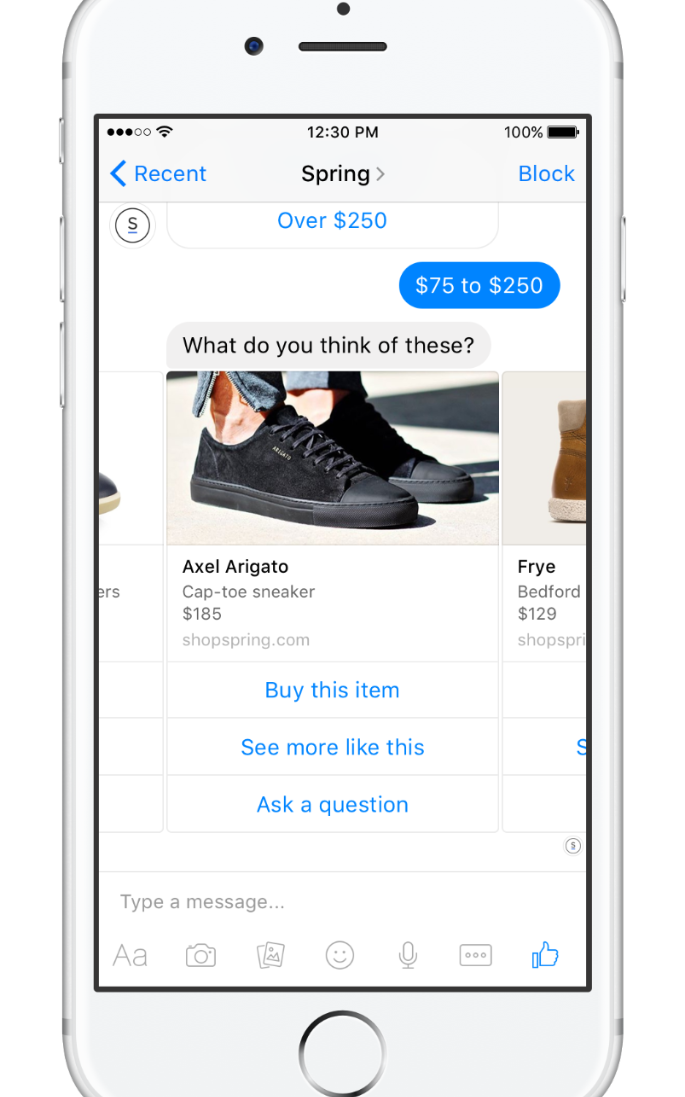 12:30 PM
100%
Recent
Spring
Block
S
Over $250
$75 to $250
What do you think of these?
ARIGATO
Axel Arigato
Cap-toe sneaker
$185
shopspring.com
Buy this item
See more like this
Ask a question
ers
Frye
Bedford
$129
shopspri
S
S
Type a message...
Aa